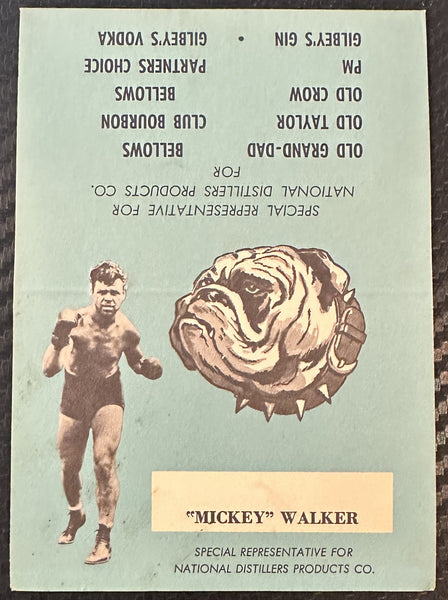 SPECIAL REPRESENTATIVE FOR
NATIONAL DISTILLERS PRODUCTS CO.
FOR
OLD GRAND-DAD BELLOWS
OLD TAYLOR CLUB BOURBON
OLD CROW BELLOWS
PM PARTNERS CHOICE
GILBEY'S GIN • GILBEY'S VODKA
"MICKEY" WALKER
SPECIAL REPRESENTATIVE FOR
NATIONAL DISTILLERS PRODUCTS CO.